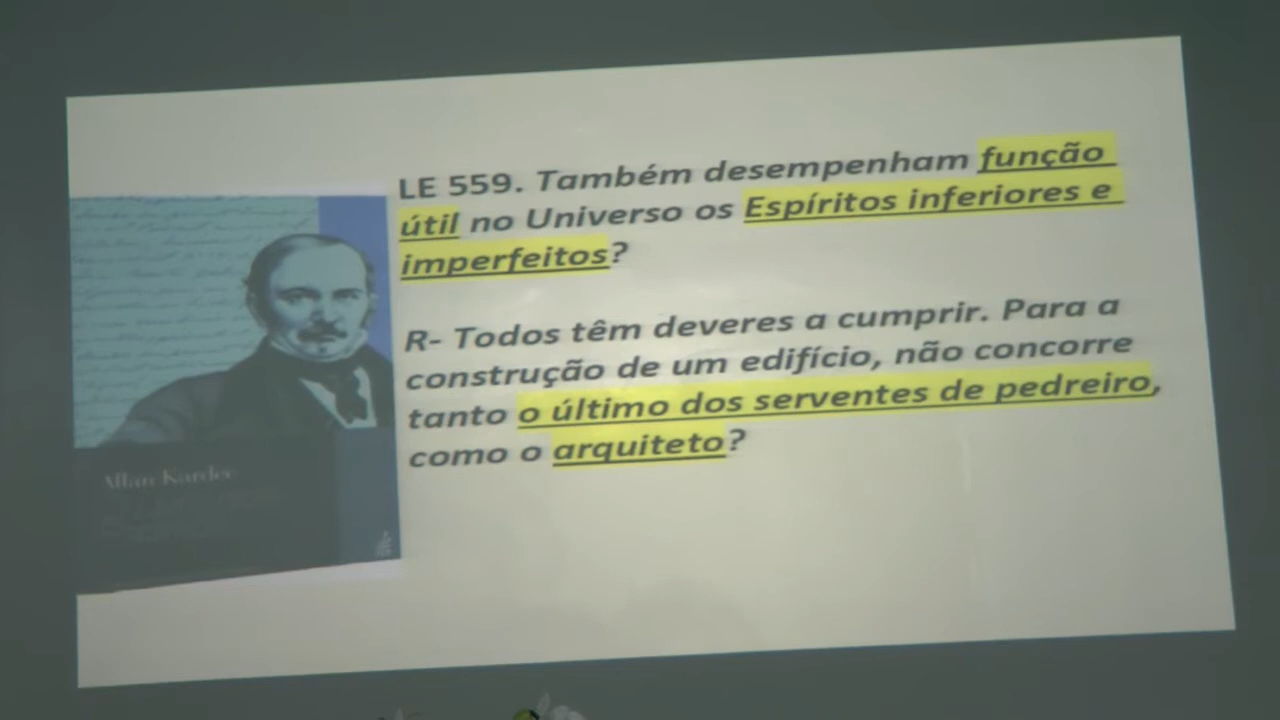 LE 559. Também desempenham função
útil no Universo os Espíritos inferiores e
imperfeitos?
R- Todos têm deveres a cumprir. Para a
construção de um edifício, não concorre
tanto o último dos serventes de pedreiro,
como o arquiteto?
Allan Kardec